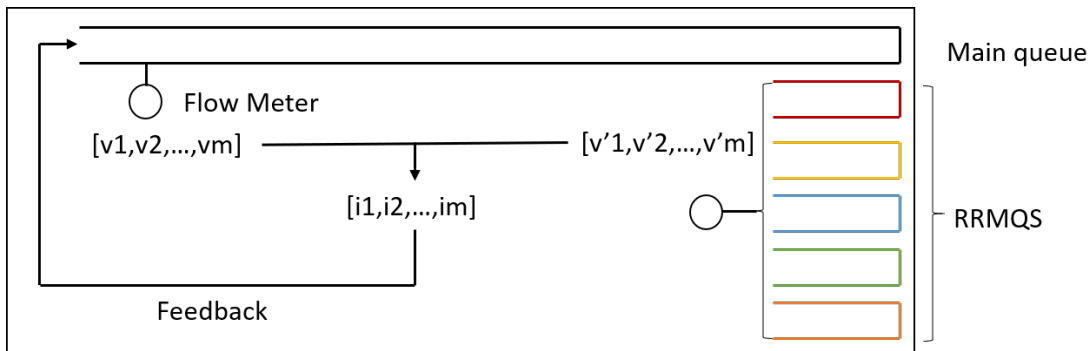 Main queue
Flow Meter
[v1,v2,...,vm]
[v’1,v’2,...,v’m]
[i1,i2,...,im]
RRMQS
Feedback